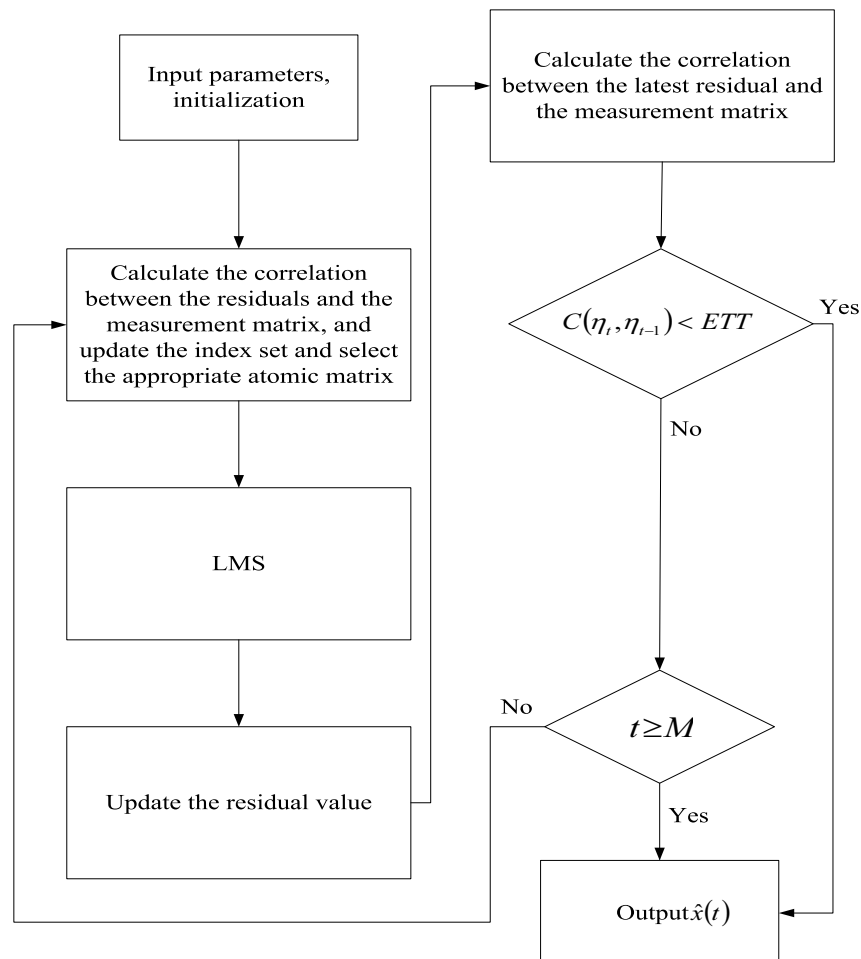 Input parameters,
initialization
Calculate the correlation
between the residuals and the
measurement matrix, and
update the index set and select
the appropriate atomic matrix
LMS
Update the residual value
Calculate the correlation
between the latest residual and
the measurement matrix
C(η_t, η_{t−1}) < ETT
Yes
No
t≥M
No
Yes
Output x̂(t)